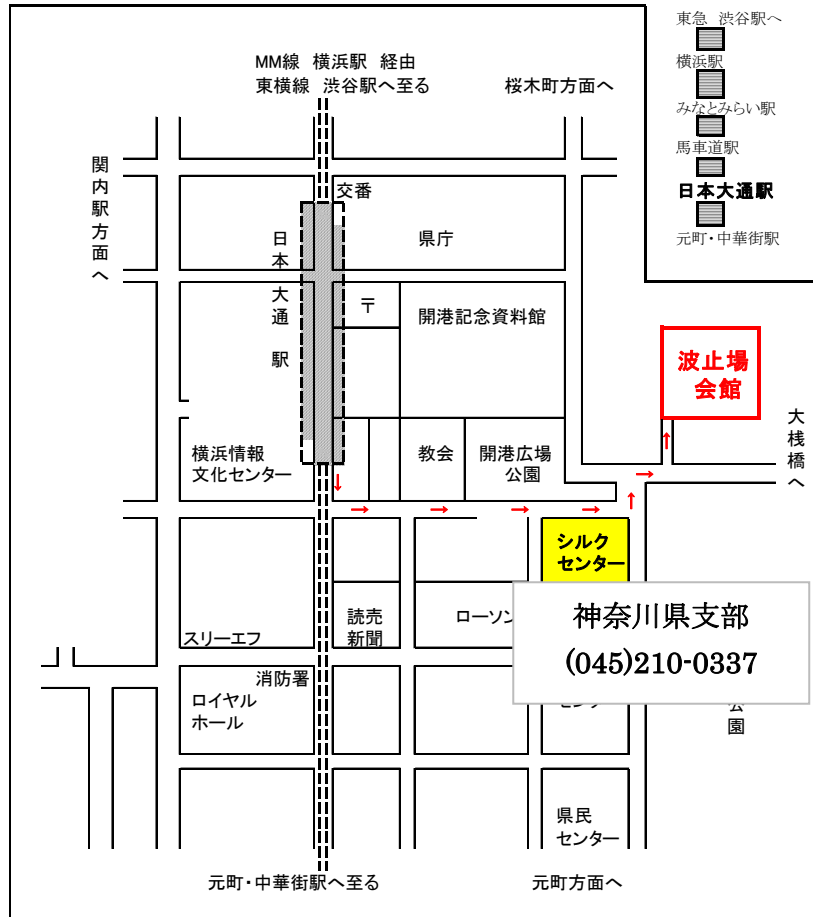 東急 渋谷駅へ
横浜駅
みなとみらい駅
馬車道駅
日本大通駅
元町・中華街駅
MM線 横浜駅 経由
東横線 渋谷駅へ至る
桜木町方面へ
関内駅方面へ
交番
日本大通駅
県庁
〒
開港記念資料館
波止場
会館
大桟橋へ
横浜情報
文化センター
教会
開港広場
公園
シルク
センター
神奈川県支部
(045)210-0337
読売
新聞
ローソン
スリーエフ
消防署
ロイヤル
ホール
公園
県民
センター
元町・中華街駅へ至る
元町方面へ